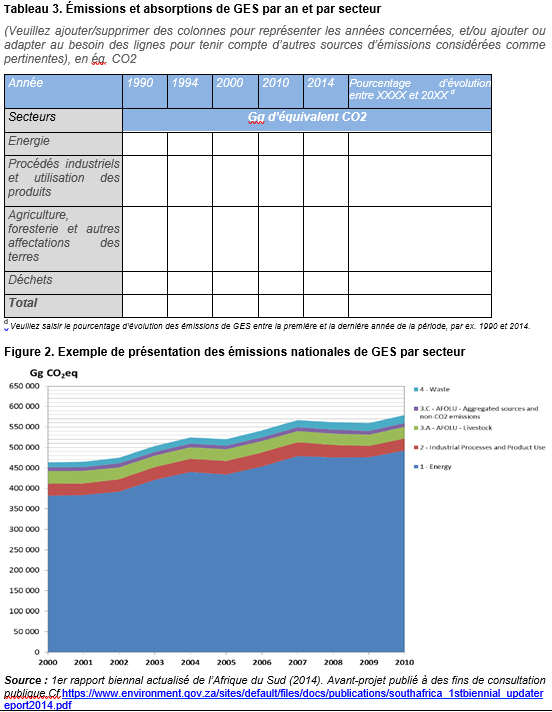 Tableau 3. Émissions et absorptions de GES par an et par secteur
(Veuillez ajouter/supprimer des colonnes pour représenter les années concernées, et/ou ajouter ou
adapter au besoin des lignes pour tenir compte d'autres sources d'émissions considérées comme
pertinentes), en éq. CO2
Année 1990 1994 2000 2010 2014 Pourcentage d'évolution
entre XXXX et 20XX d
Secteurs Gg d'équivalent CO2
Energie
Procédés industriels
et utilisation des
produits
Agriculture,
foresterie et autres
affectations des
terres
Déchets
Total
d Veuillez saisir le pourcentage d'évolution des émissions de GES entre la première et la dernière année de la période, par ex. 1990 et 2014.
Figure 2. Exemple de présentation des émissions nationales de GES par secteur
Gg CO2eq
650 000
600 000
550 000
500 000
450 000
400 000
350 000
300 000
250 000
200 000
150 000
100 000
50 000
0
2000 2001 2002 2003 2004 2005 2006 2007 2008 2009 2010
4 - Waste
3.C - AFOLU - Aggregated sources and
non-CO2 emissions
3.A - AFOLU - Livestock
2 - Industrial Processes and Product Use
1 - Energy
Source : 1er rapport biennal actualisé de l'Afrique du Sud (2014). Avant-projet publié à des fins de consultation
publique.Cf.https://www.environment.gov.za/sites/default/files/docs/publications/southafrica_1stbiennial_updater
eport2014.pdf